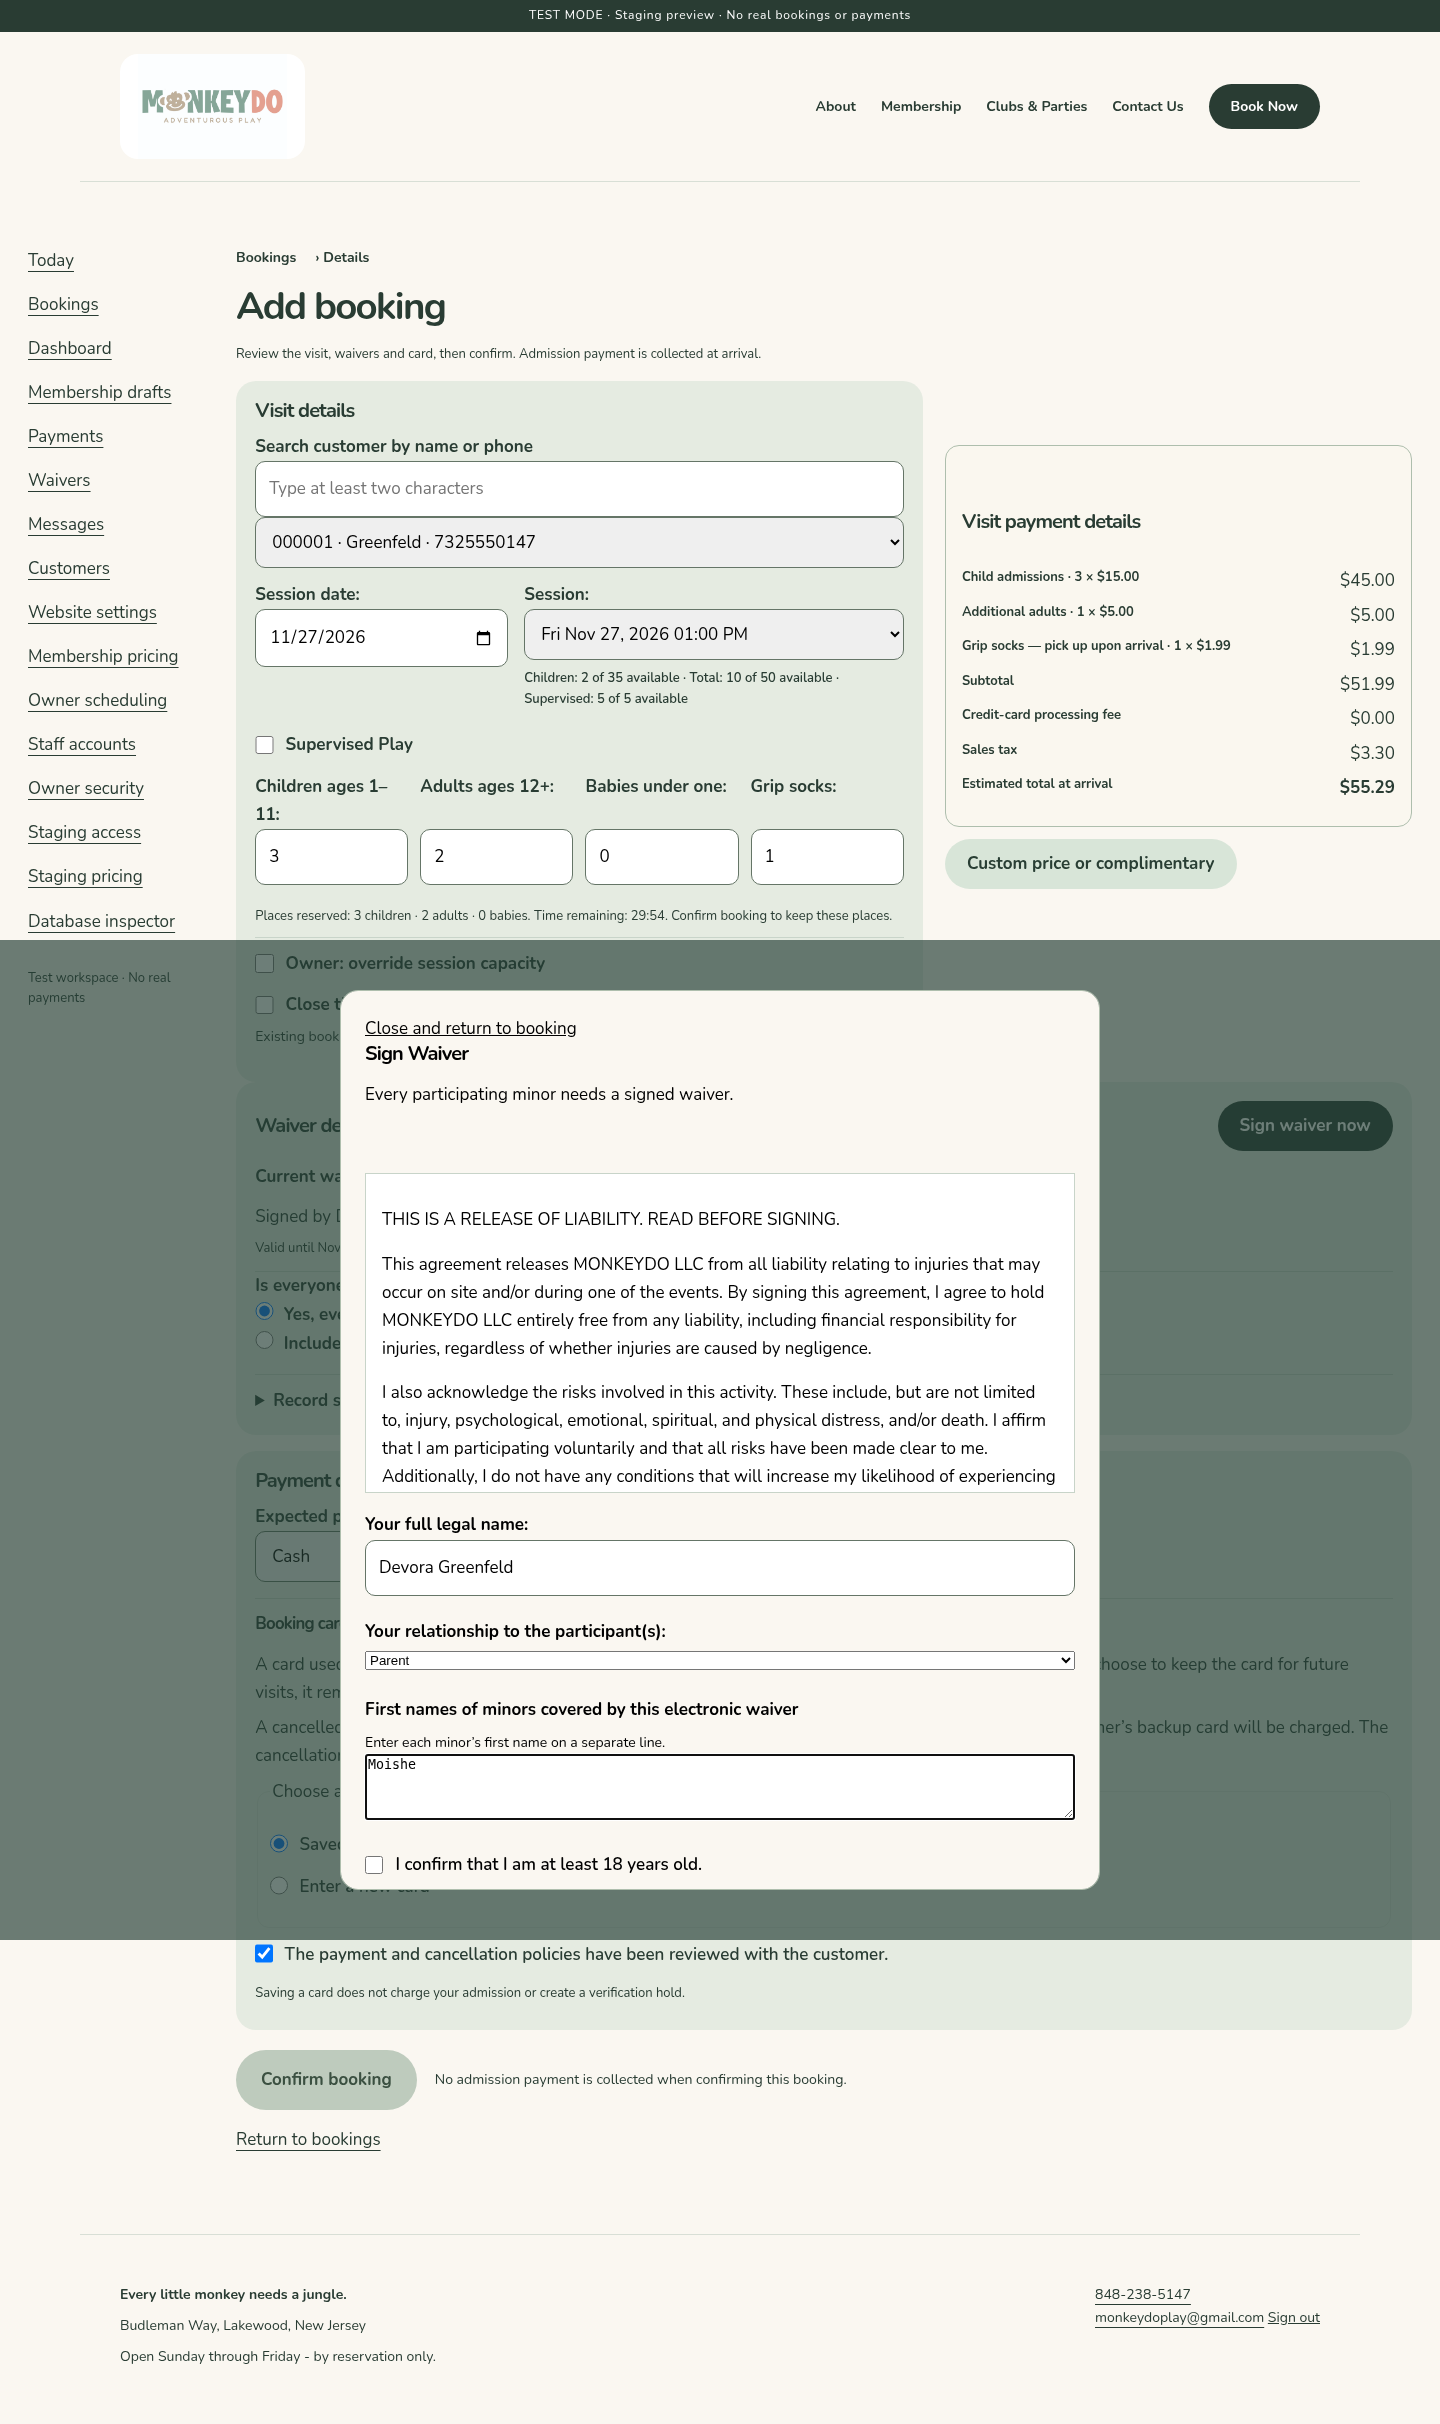 TEST MODE · Staging preview · No real bookings or payments
MONKEYDO
ADVENTUROUS PLAY
About
Membership
Clubs & Parties
Contact Us
Book Now
Today
Bookings
Dashboard
Membership drafts
Payments
Waivers
Messages
Customers
Website settings
Membership pricing
Owner scheduling
Staff accounts
Owner security
Staging access
Staging pricing
Database inspector
Test workspace · No real
payments
Bookings › Details
Add booking
Review the visit, waivers and card, then confirm. Admission payment is collected at arrival.
Visit details
Search customer by name or phone
Type at least two characters
000001 · Greenfeld · 7325550147
Session date:
11/27/2026
Session:
Fri Nov 27, 2026 01:00 PM
Children: 2 of 35 available · Total: 10 of 50 available ·
Supervised: 5 of 5 available
Supervised Play
Children ages 1–
11:
3
Adults ages 12+:
2
Babies under one:
0
Grip socks:
1
Places reserved: 3 children · 2 adults · 0 babies. Time remaining: 29:54. Confirm booking to keep these places.
Owner: override session capacity
Close t
Existing book
Visit payment details
Child admissions · 3 × $15.00 $45.00
Additional adults · 1 × $5.00 $5.00
Grip socks — pick up upon arrival · 1 × $1.99 $1.99
Subtotal $51.99
Credit-card processing fee $0.00
Sales tax $3.30
Estimated total at arrival $55.29
Custom price or complimentary
Waiver de
Sign waiver now
Current wa
Signed by D
Valid until Nov
Is everyone
Yes, eve
Include
Record s
Payment d
Expected p
Cash
Booking car
A card used
hoose to keep the card for future
visits, it rem
A cancelled
ner's backup card will be charged. The
cancellation
Choose a
Saved
Enter a new card
Close and return to booking
Sign Waiver
Every participating minor needs a signed waiver.
THIS IS A RELEASE OF LIABILITY. READ BEFORE SIGNING.
This agreement releases MONKEYDO LLC from all liability relating to injuries that may
occur on site and/or during one of the events. By signing this agreement, I agree to hold
MONKEYDO LLC entirely free from any liability, including financial responsibility for
injuries, regardless of whether injuries are caused by negligence.
I also acknowledge the risks involved in this activity. These include, but are not limited
to, injury, psychological, emotional, spiritual, and physical distress, and/or death. I affirm
that I am participating voluntarily and that all risks have been made clear to me.
Additionally, I do not have any conditions that will increase my likelihood of experiencing
Your full legal name:
Devora Greenfeld
Your relationship to the participant(s):
Parent
First names of minors covered by this electronic waiver
Enter each minor's first name on a separate line.
Moishe
I confirm that I am at least 18 years old.
The payment and cancellation policies have been reviewed with the customer.
Saving a card does not charge your admission or create a verification hold.
Confirm booking
No admission payment is collected when confirming this booking.
Return to bookings
Every little monkey needs a jungle.
Budleman Way, Lakewood, New Jersey
Open Sunday through Friday - by reservation only.
848-238-5147
monkeydoplay@gmail.com Sign out